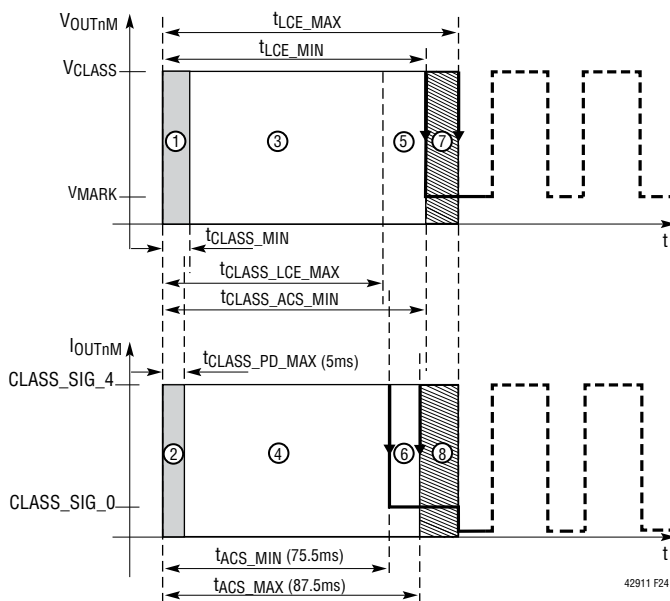 VOUTnM
tLCE_MAX
tLCE_MIN
VCLASS
1
3
5
7
VMARK
t
tCLASS_MIN
tCLASS_LCE_MAX
tCLASS_ACS_MIN
IOUTnM
tCLASS_PD_MAX (5ms)
CLASS_SIG_4
2
4
6
8
CLASS_SIG_0
t
tACS_MIN (75.5ms)
tACS_MAX (87.5ms)
42911 F24